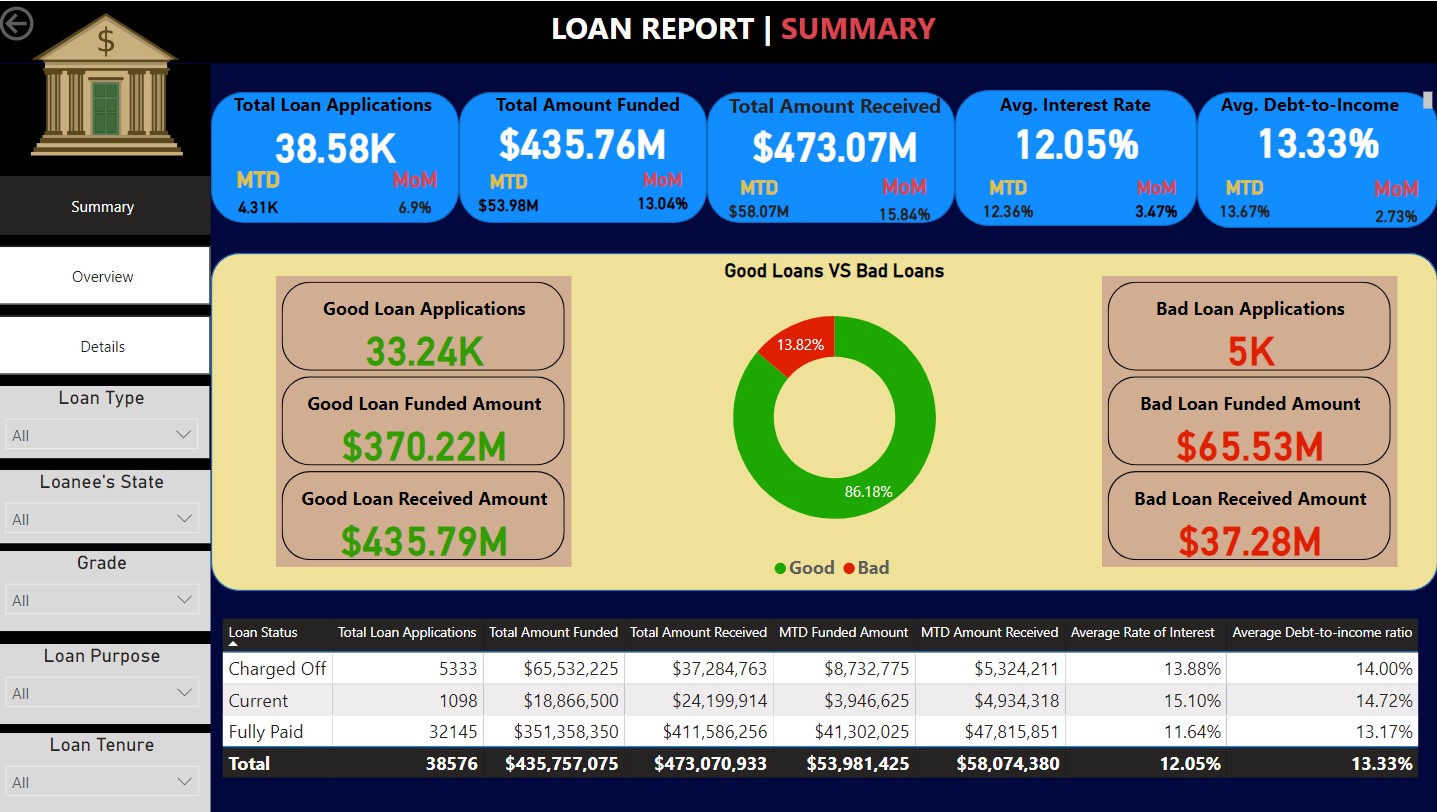 $
LOAN REPORT | SUMMARY
Total Loan Applications
38.58K
MTD MoM
4.31K 6.9%
Total Amount Funded
$435.76M
MTD MoM
$53.98M 13.04%
Total Amount Received
$473.07M
MTD MoM
$58.07M 15.84%
Avg. Interest Rate
12.05%
MTD MoM
12.36% 3.47%
Avg. Debt-to-Income
13.33%
MTD MoM
13.67% 2.73%
Summary
Overview
Details
Loan Type
All
Loanee's State
All
Grade
All
Loan Purpose
All
Loan Tenure
All
Good Loan Applications
33.24K
Good Loan Funded Amount
$370.22M
Good Loan Received Amount
$435.79M
Good Loans VS Bad Loans
13.82%
86.18%
Good Bad
Bad Loan Applications
5K
Bad Loan Funded Amount
$65.53M
Bad Loan Received Amount
$37.28M
Loan Status Total Loan Applications Total Amount Funded Total Amount Received MTD Funded Amount MTD Amount Received Average Rate of Interest Average Debt-to-income ratio
Charged Off 5333 $65,532,225 $37,284,763 $8,732,775 $5,324,211 13.88% 14.00%
Current 1098 $18,866,500 $24,199,914 $3,946,625 $4,934,318 15.10% 14.72%
Fully Paid 32145 $351,358,350 $411,586,256 $41,302,025 $47,815,851 11.64% 13.17%
Total 38576 $435,757,075 $473,070,933 $53,981,425 $58,074,380 12.05% 13.33%